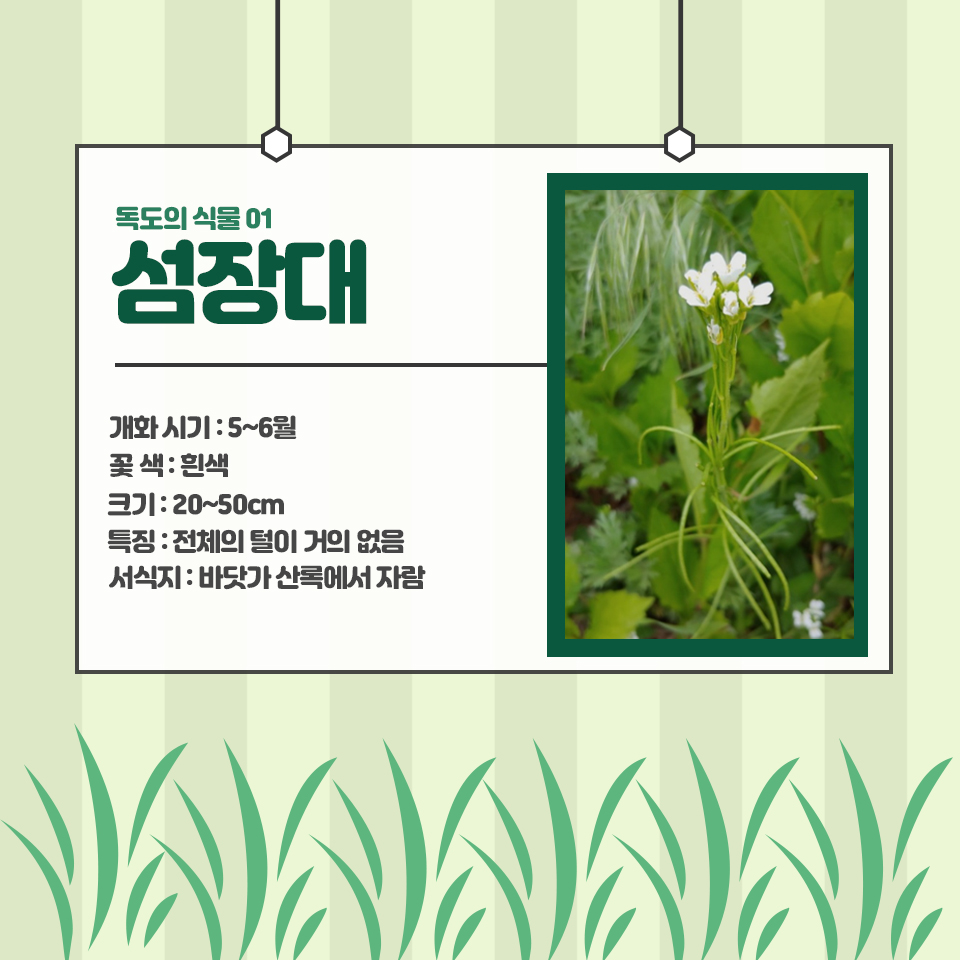 독도의 식물 01
섬장대
개화 시기 : 5~6월
꽃 색 : 흰색
크기 : 20~50cm
특징 : 전체의 털이 거의 없음
서식지 : 바닷가 산록에서 자람